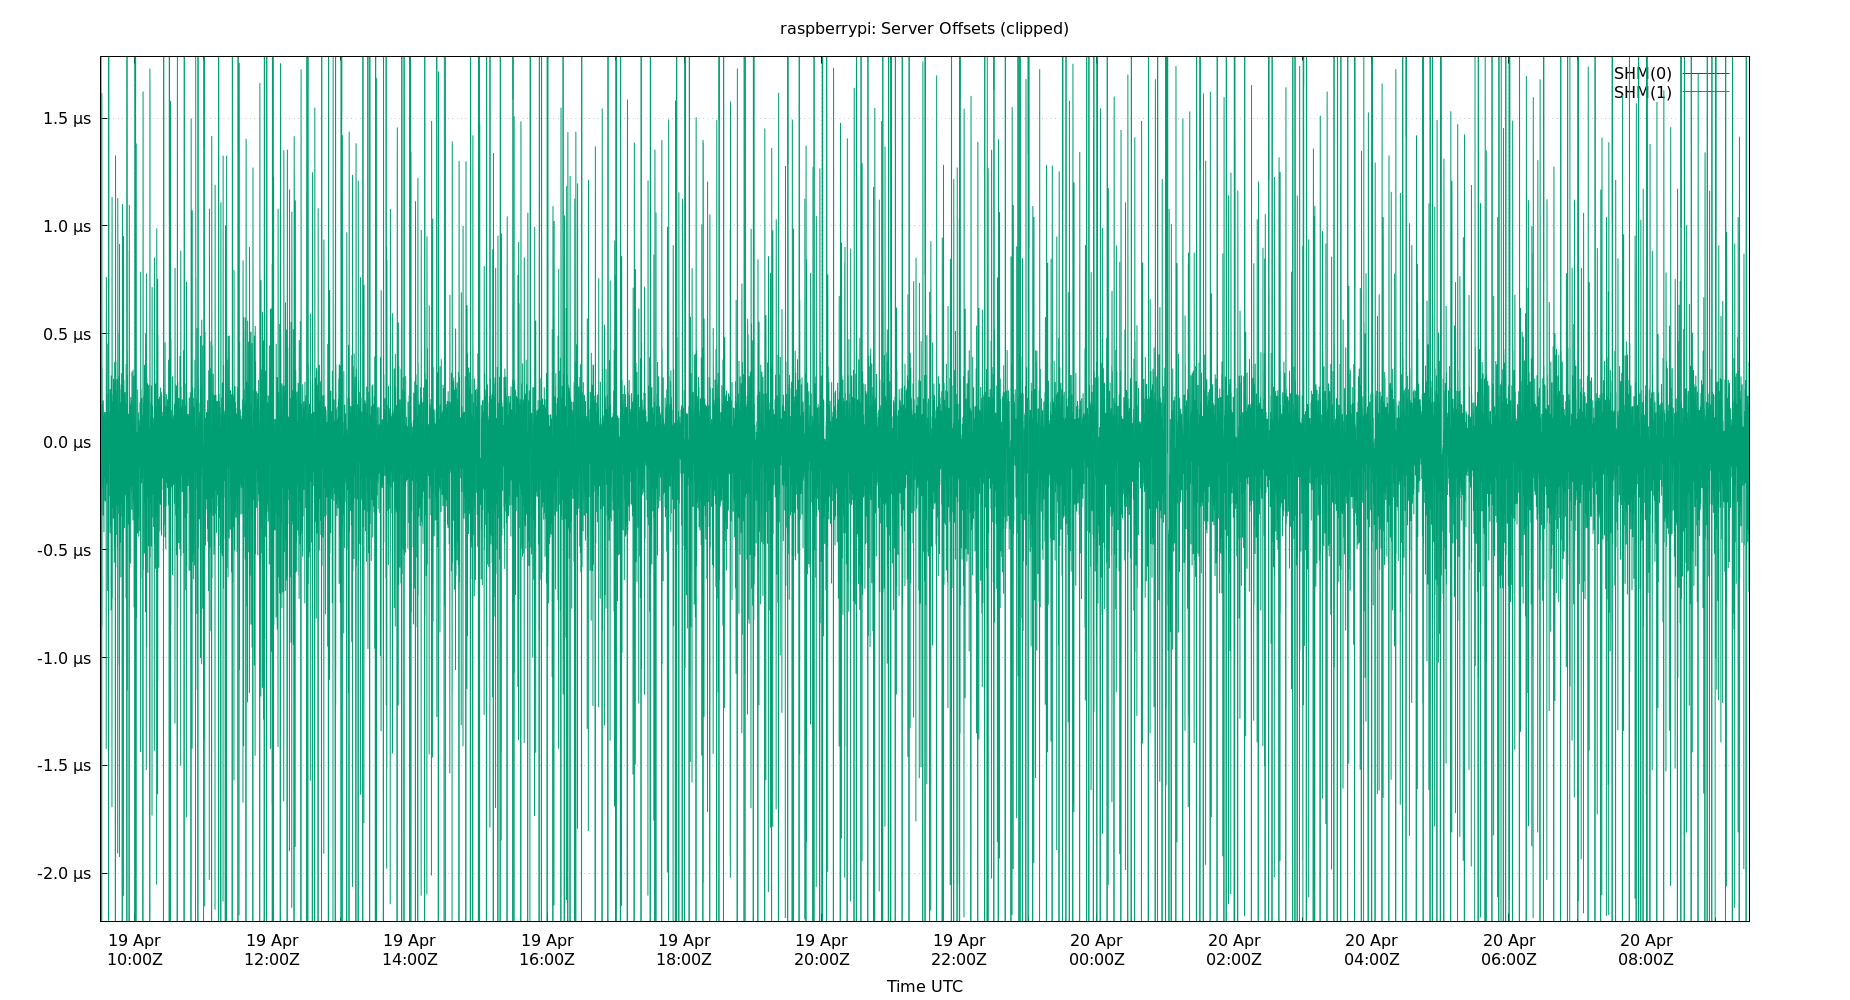 raspberrypi: Server Offsets (clipped)
SHM(0)
SHM(1)
1.5 µs
1.0 µs
0.5 µs
0.0 µs
-0.5 µs
-1.0 µs
-1.5 µs
-2.0 µs
19 Apr 19 Apr 19 Apr 19 Apr 19 Apr 19 Apr 19 Apr 20 Apr 20 Apr 20 Apr 20 Apr 20 Apr
10:00Z 12:00Z 14:00Z 16:00Z 18:00Z 20:00Z 22:00Z 00:00Z 02:00Z 04:00Z 06:00Z 08:00Z
Time UTC